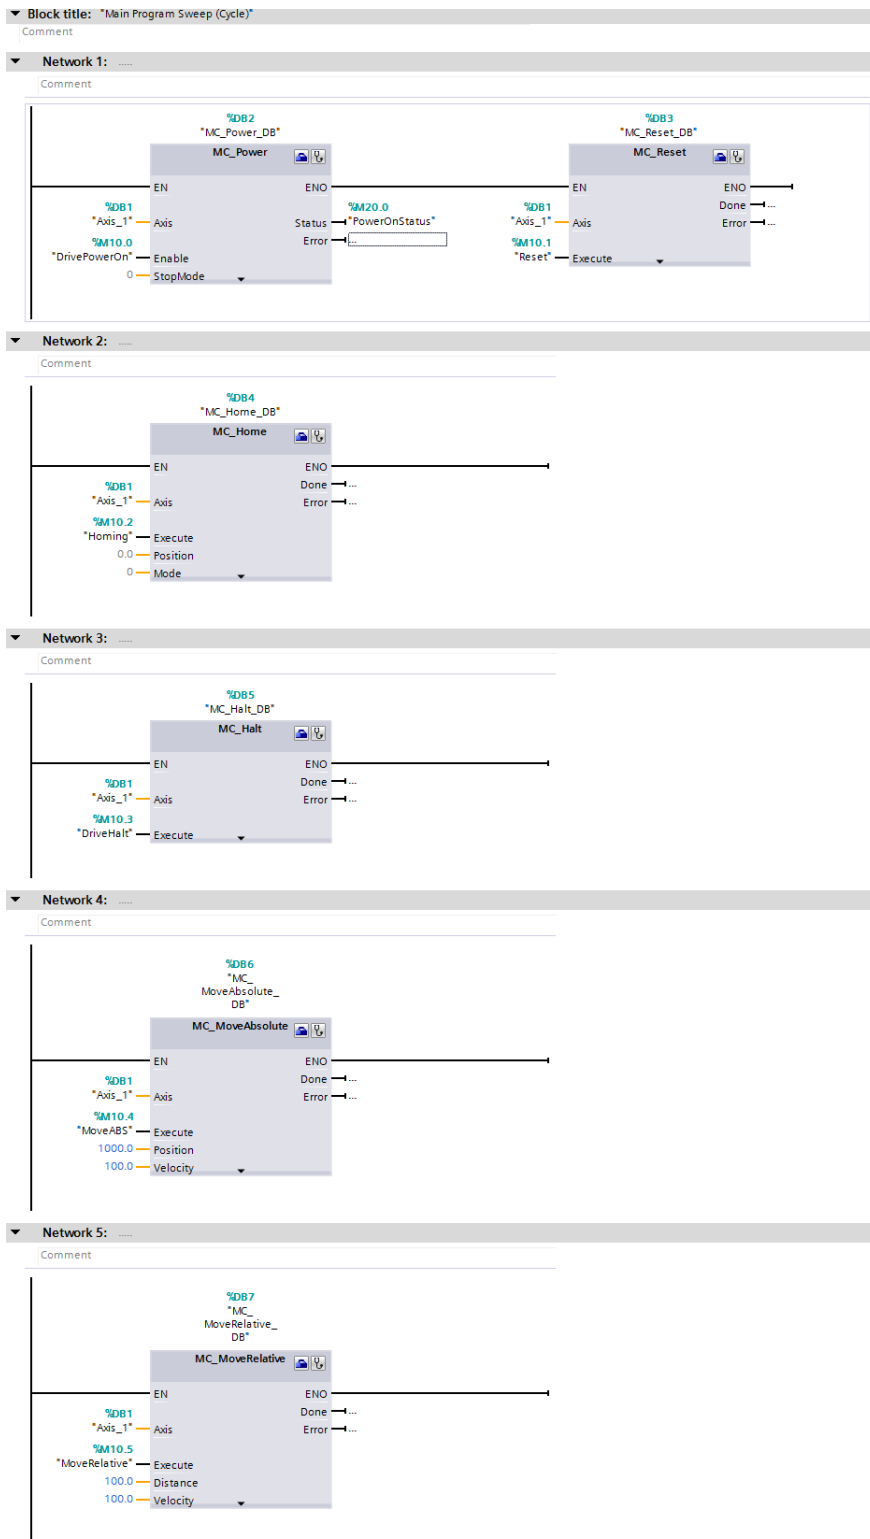 Block title: "Main Program Sweep (Cycle)"
Comment
Network 1: .....
Comment
%DB2
"MC_Power_DB"
MC_Power
EN ENO
%DB1
"Axis_1" Axis
%M20.0
Status "PowerOnStatus"
Error ...
%M10.0
"DrivePowerOn" Enable
0 StopMode
%DB3
"MC_Reset_DB"
MC_Reset
EN ENO
Done ...
%DB1
"Axis_1" Axis
Error ...
%M10.1
"Reset" Execute
Network 2: .....
Comment
%DB4
"MC_Home_DB"
MC_Home
EN ENO
Done ...
%DB1
"Axis_1" Axis
Error ...
%M10.2
"Homing" Execute
0.0 Position
0 Mode
Network 3: .....
Comment
%DB5
"MC_Halt_DB"
MC_Halt
EN ENO
Done ...
%DB1
"Axis_1" Axis
Error ...
%M10.3
"DriveHalt" Execute
Network 4: .....
Comment
%DB6
"MC_
MoveAbsolute_
DB"
MC_MoveAbsolute
EN ENO
Done ...
%DB1
"Axis_1" Axis
Error ...
%M10.4
"MoveABS" Execute
1000.0 Position
100.0 Velocity
Network 5: .....
Comment
%DB7
"MC_
MoveRelative_
DB"
MC_MoveRelative
EN ENO
Done ...
%DB1
"Axis_1" Axis
Error ...
%M10.5
"MoveRelative" Execute
100.0 Distance
100.0 Velocity